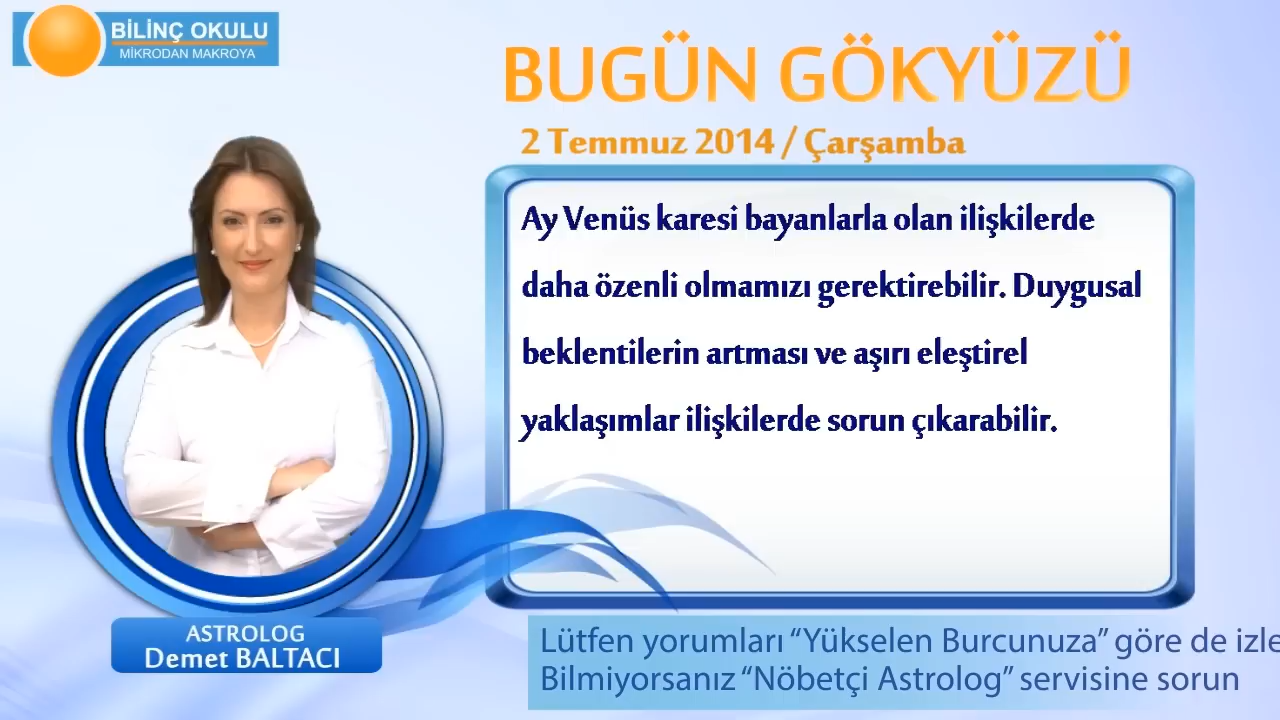 BİLİNÇ OKULU
MİKRODAN MAKROYA
BUGÜN GÖKYÜZÜ
2 Temmuz 2014 / Çarşamba
Ay Venüs karesi bayanlarla olan ilişkilerde
daha özenli olmamızı gerektirebilir. Duygusal
beklentilerin artması ve aşırı eleştirel
yaklaşımlar ilişkilerde sorun çıkarabilir.
ASTROLOG
Demet BALTACI
Lütfen yorumları “Yükselen Burcunuza” göre de izle
Bilmiyorsanız “Nöbetçi Astrolog” servisine sorun